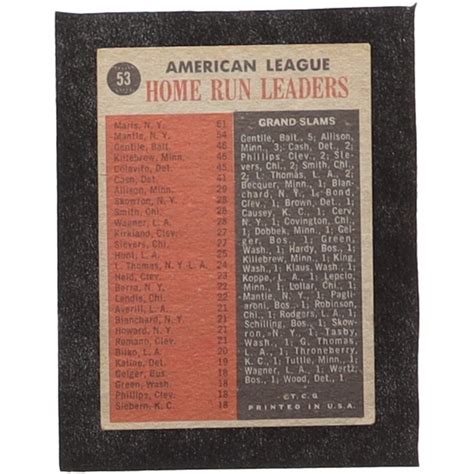 53
AMERICAN LEAGUE
HOME RUN LEADERS
Maris, N. Y. 61
Mantle, N. Y. 54
Gentile, Balt. 46
Killebrew, Minn. 46
Colavito, Det. 45
Cash, Det. 41
Allison, Minn. 29
Skowron, N. Y. 28
Smith, Chi. 28
Wagner, L. A. 28
Kirkland, Clev. 27
Sievers, Chi. 27
Hunt, L. A. 25
L. Thomas, N. Y. L. A. 24
Held, Clev. 23
Berra, N. Y. 22
Landis, Chi. 22
Averill, L. A. 21
Blanchard, N. Y. 21
Howard, N. Y. 21
Romano, Clev. 21
Bilko, L. A. 20
Kaline, Det. 19
Geiger, Bos. 18
Green, Wash. 18
Phillips, Clev. 18
Siebern, K. C. 18
GRAND SLAMS
Gentile, Balt. 5; Allison,
Minn., 3; Cash, Det., 2;
Phillips, Clev., 2; Sie-
vers, Chi., 2; Smith, Chi.,
2; L. Thomas, L. A., 2;
Becquer, Minn., 1; Blan-
chard, N. Y., 1; Bond, K.
C., 1; Brown, Det., 1;
Causey, K. C., 1; Cerv,
N. Y., 1; Covington, Chi.,
1; Dobbek, Minn., 1; Gei-
ger, Bos., 1; Green,
Wash., 1; Hardy, Bos., 1;
Killebrew, Minn., 1; King,
Wash., 1; Klaus, Wash., 1;
Koppe, L. A., 1; Lepcio,
Minn., 1; Lollar, Chi., 1;
Mantle, N. Y., 1; Pagli-
aroni, Bos., 1; Robinson,
Chi., 1; Rodgers, L. A., 1;
Schilling, Bos., 1; Skow-
ron, N. Y., 1; Tasby,
Wash., 1; G. Thomas,
L. A., 1; Throneberry,
K. C., 1; Tuttle, Minn., 1;
Wagner, L. A., 1; Wertz,
Bos., 1; Wood, Det., 1.
© T. C. G.
PRINTED IN U.S.A.